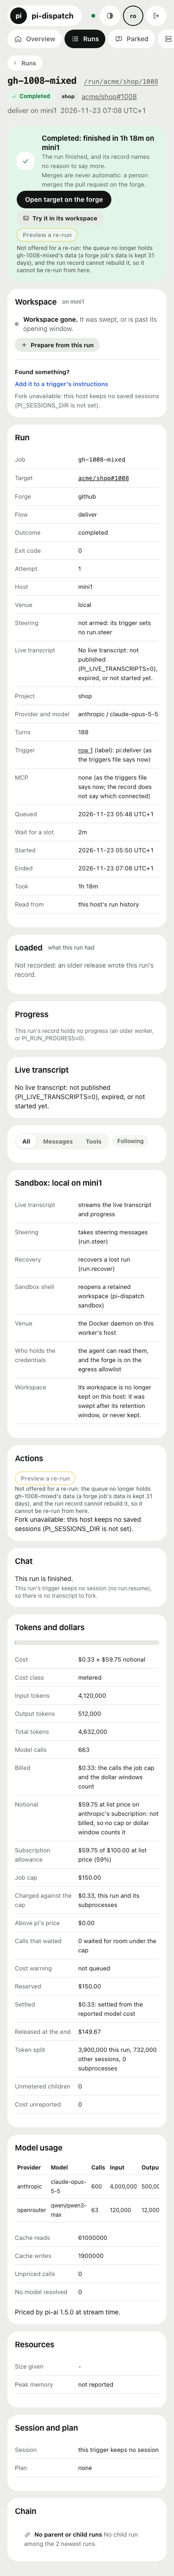 pi pi-dispatch ro
Overview Runs Parked
Runs
gh-1008-mixed /run/acme/shop/1008
Completed shop acme/shop#1008
deliver on mini1 2026-11-23 07:08 UTC+1
Completed: finished in 1h 18m on
mini1
The run finished, and its record names
no reason to say more.
Merges are never automatic: a person
merges the pull request on the forge.
Open target on the forge
Try it in its workspace
Preview a re-run
Not offered for a re-run: the queue no longer holds
gh-1008-mixed's data (a forge job's data is kept 31
days), and the run record cannot rebuild it, so it
cannot be re-run from here.
Workspace on mini1
Workspace gone. It was swept, or is past its
opening window.
Prepare from this run
Found something?
Add it to a trigger's instructions
Fork unavailable: this host keeps no saved sessions
(PI_SESSIONS_DIR is not set).
Run
Job gh-1008-mixed
Target acme/shop#1008
Forge github
Flow deliver
Outcome completed
Exit code 0
Attempt 1
Host mini1
Venue local
Steering not armed: its trigger sets
no run.steer
Live transcript No live transcript: not
published
(PI_LIVE_TRANSCRIPTS=0),
expired, or not started yet.
Project shop
Provider and model anthropic / claude-opus-5-5
Turns 188
Trigger row 1 (label): pi:deliver (as
the triggers file says now)
MCP none (as the triggers file
says now; the record does
not say which connected)
Queued 2026-11-23 05:48 UTC+1
Wait for a slot 2m
Started 2026-11-23 05:50 UTC+1
Ended 2026-11-23 07:08 UTC+1
Took 1h 18m
Read from this host's run history
Loaded what this run had
Not recorded: an older release wrote this run's
record.
Progress
This run's record holds no progress (an older worker,
or PI_RUN_PROGRESS=0).
Live transcript
No live transcript: not published
(PI_LIVE_TRANSCRIPTS=0), expired, or not
started yet.
All Messages Tools Following
Sandbox: local on mini1
Live transcript streams the live transcript
and progress
Steering takes steering messages
(run.steer)
Recovery recovers a lost run
(run.recover)
Sandbox shell reopens a retained
workspace (pi-dispatch
sandbox)
Venue the Docker daemon on this
worker's host
Who holds the the agent can read them,
credentials and the forge is on the
egress allowlist
Workspace Its workspace is no longer
kept on this host: it was
swept after its retention
window, or never kept.
Actions
Preview a re-run
Not offered for a re-run: the queue no longer holds
gh-1008-mixed's data (a forge job's data is kept 31
days), and the run record cannot rebuild it, so it
cannot be re-run from here.
Fork unavailable: this host keeps no saved
sessions (PI_SESSIONS_DIR is not set).
Chat
This run is finished.
This run's trigger keeps no session (no run.resume),
so there is no transcript to fork.
Tokens and dollars
Cost $0.33 + $59.75 notional
Cost class metered
Input tokens 4,120,000
Output tokens 512,000
Total tokens 4,632,000
Model calls 663
Billed $0.33: the calls the job cap
and the dollar windows
count
Notional $59.75 at list price on
anthropic's subscription: not
billed, so no cap or dollar
window counts it
Subscription $59.75 of $100.00 at list
allowance price (59%)
Job cap $150.00
Charged against the $0.33, this run and its
cap subprocesses
Above pi's price $0.00
Calls that waited 0 waited for room under the
cap
Cost warning not queued
Reserved $150.00
Settled $0.33: settled from the
reported model cost
Released at the end $149.67
Token split 3,900,000 this run, 732,000
other sessions, 0
subprocesses
Unmetered children 0
Cost unreported 0
Model usage
Provider Model Calls Input Outpu
anthropic claude-opus-
5-5 600 4,000,000 500,00
openrouter qwen/qwen3-
max 63 120,000 12,000
Cache reads 61000000
Cache writes 1900000
Unpriced calls 0
No model resolved 0
Priced by pi-ai 1.5.0 at stream time.
Resources
Size given -
Peak memory not reported
Session and plan
Session this trigger keeps no session
Plan none
Chain
No parent or child runs No child run
among the 2 newest runs.